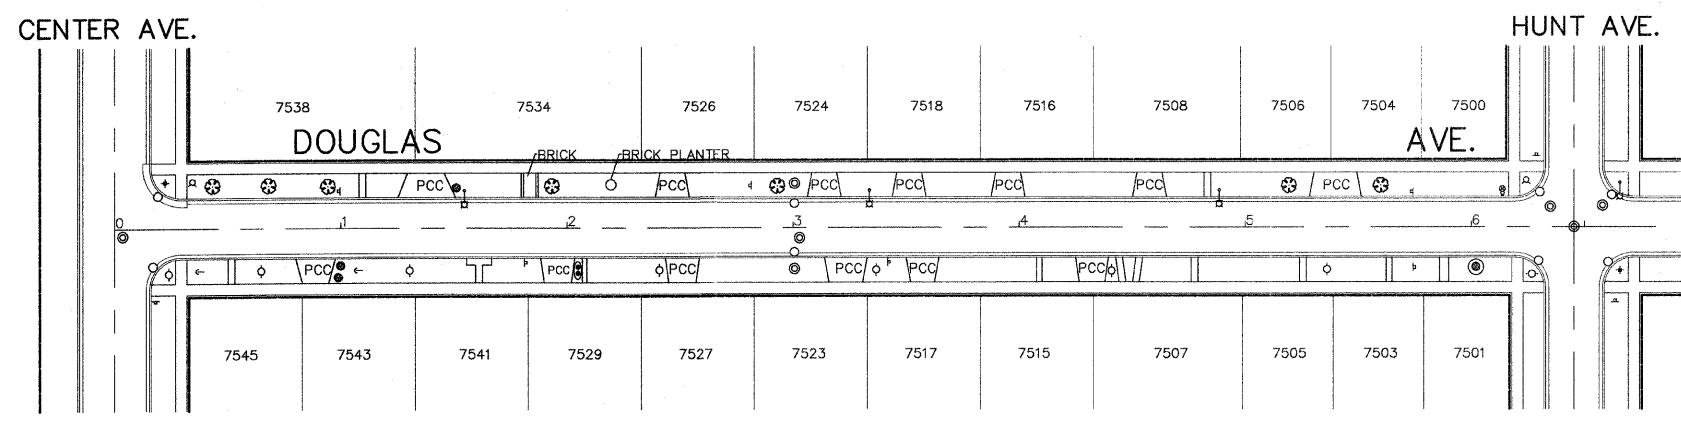 CENTER AVE.
HUNT AVE.
7538 7534 7526 7524 7518 7516 7508 7506 7504 7500
DOUGLAS AVE.
BRICK BRICK PLANTER
PCC PCC PCC PCC PCC PCC PCC
0 1 2 3 4 5 6
PCC PCC PCC PCC PCC PCC
7545 7543 7541 7529 7527 7523 7517 7515 7507 7505 7503 7501